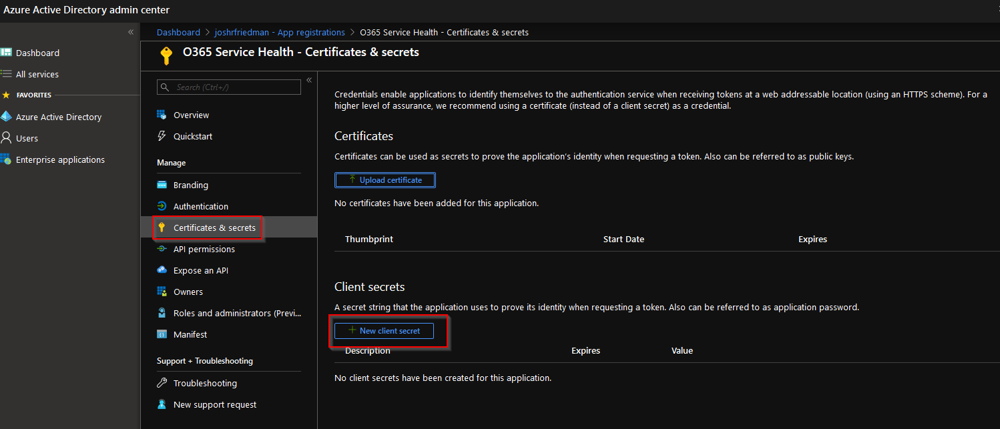 Azure Active Directory admin center
«
Dashboard
All services
FAVORITES
Azure Active Directory
Users
Enterprise applications
Dashboard > joshrfriedman - App registrations > O365 Service Health - Certificates & secrets
O365 Service Health - Certificates & secrets
Search (Ctrl+/)
«
Overview
Quickstart
Manage
Branding
Authentication
Certificates & secrets
API permissions
Expose an API
Owners
Roles and administrators (Previ...
Manifest
Support + Troubleshooting
Troubleshooting
New support request
Credentials enable applications to identify themselves to the authentication service when receiving tokens at a web addressable location (using an HTTPS scheme). For a
higher level of assurance, we recommend using a certificate (instead of a client secret) as a credential.
Certificates
Certificates can be used as secrets to prove the application's identity when requesting a token. Also can be referred to as public keys.
Upload certificate
No certificates have been added for this application.
Thumbprint Start Date Expires
Client secrets
A secret string that the application uses to prove its identity when requesting a token. Also can be referred to as application password.
+ New client secret
Description Expires Value
No client secrets have been created for this application.